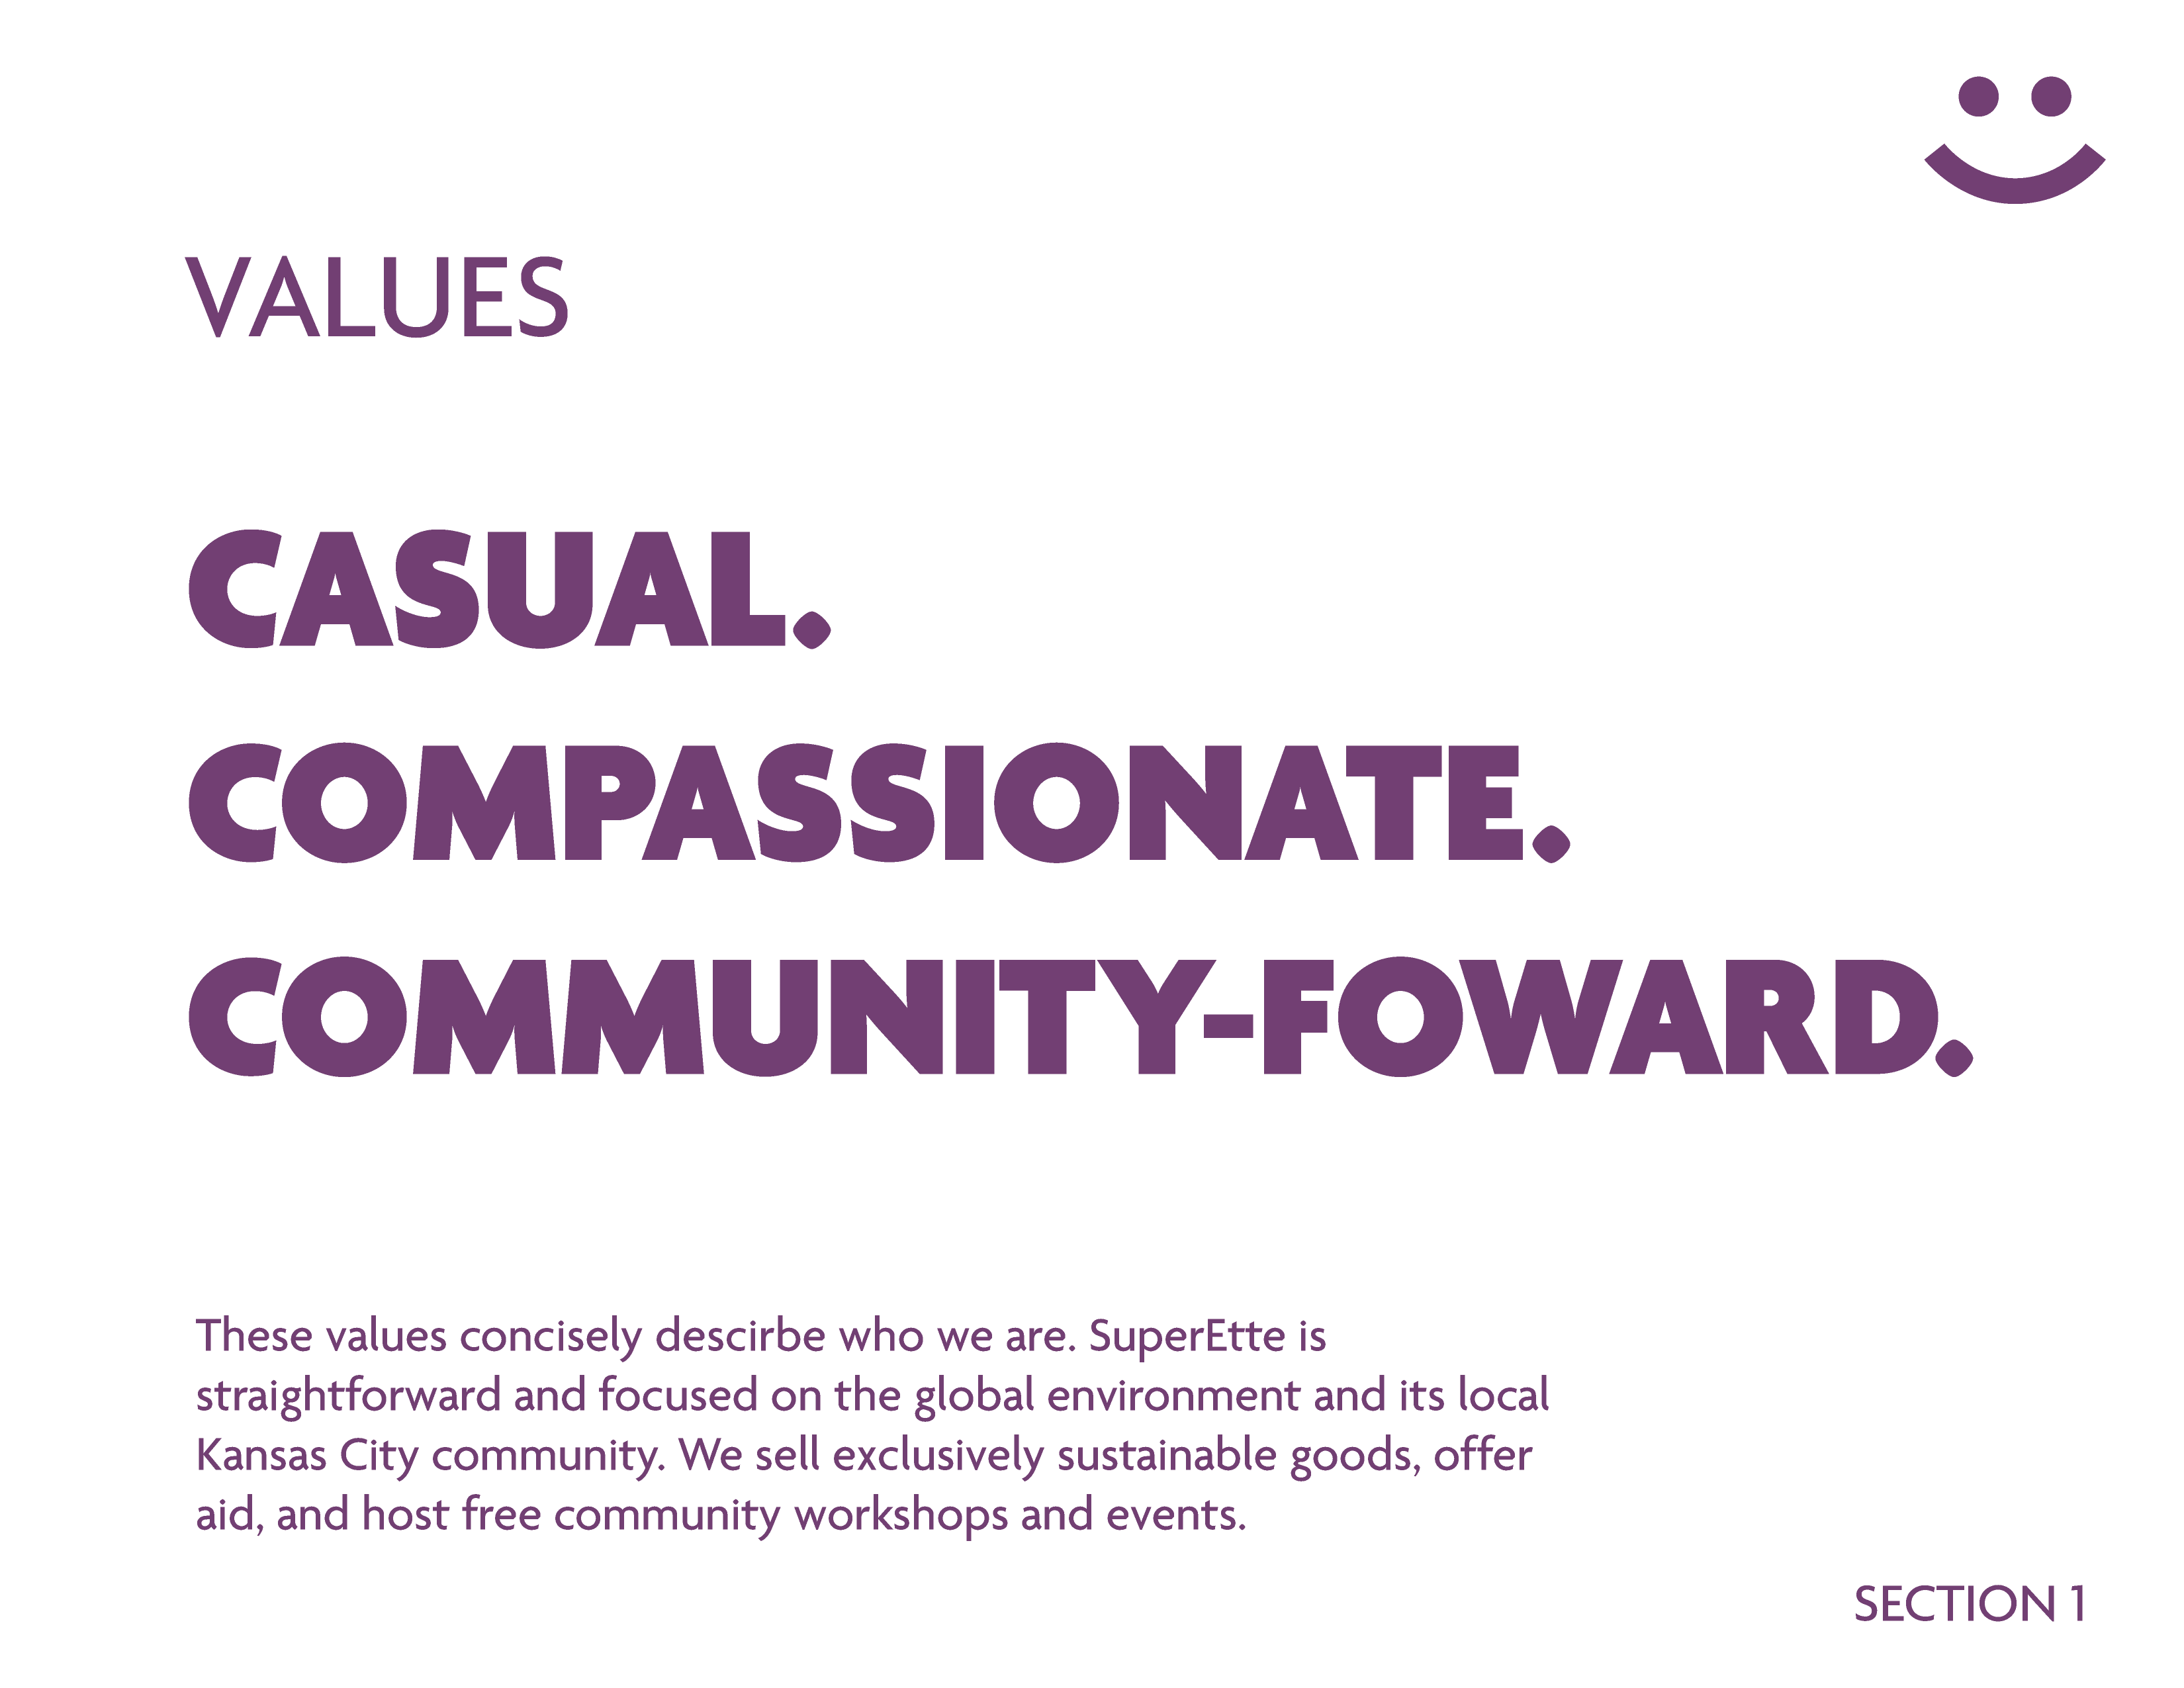 VALUES
CASUAL.
COMPASSIONATE.
COMMUNITY-FOWARD.
These values concisely descirbe who we are. SuperEtte is
straightforward and focused on the global environment and its local
Kansas City community. We sell exclusively sustainable goods, offer
aid, and host free community workshops and events.
SECTION 1